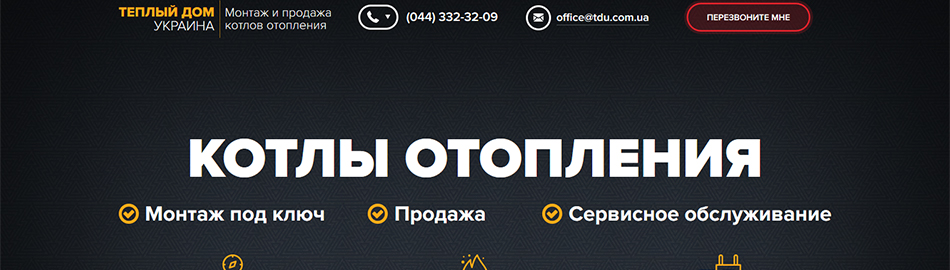 ТЕПЛЫЙ ДОМ
УКРАИНА
Монтаж и продажа
котлов отопления
(044) 332-32-09
office@tdu.com.ua
ПЕРЕЗВОНИТЕ МНЕ
КОТЛЫ ОТОПЛЕНИЯ
Монтаж под ключ
Продажа
Сервисное обслуживание